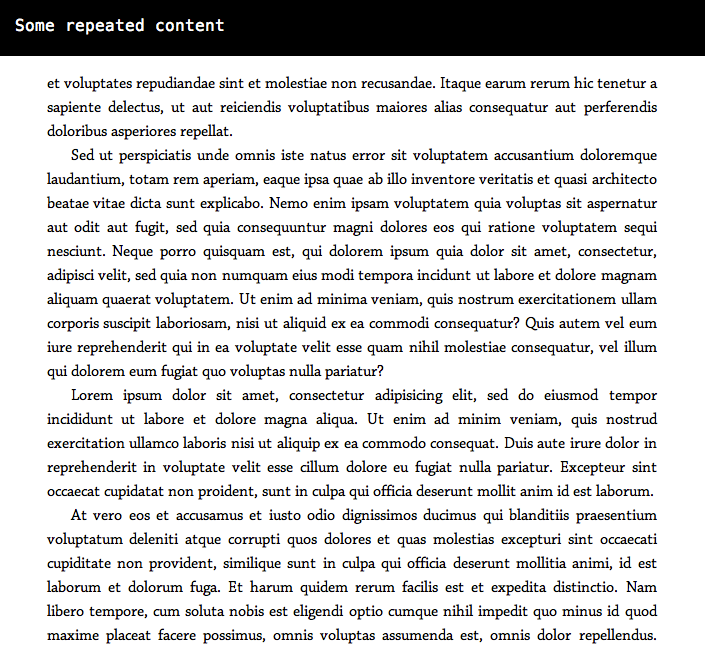 Some repeated content
et voluptates repudiandae sint et molestiae non recusandae. Itaque earum rerum hic tenetur a
sapiente delectus, ut aut reiciendis voluptatibus maiores alias consequatur aut perferendis
doloribus asperiores repellat.
Sed ut perspiciatis unde omnis iste natus error sit voluptatem accusantium doloremque
laudantium, totam rem aperiam, eaque ipsa quae ab illo inventore veritatis et quasi architecto
beatae vitae dicta sunt explicabo. Nemo enim ipsam voluptatem quia voluptas sit aspernatur
aut odit aut fugit, sed quia consequuntur magni dolores eos qui ratione voluptatem sequi
nesciunt. Neque porro quisquam est, qui dolorem ipsum quia dolor sit amet, consectetur,
adipisci velit, sed quia non numquam eius modi tempora incidunt ut labore et dolore magnam
aliquam quaerat voluptatem. Ut enim ad minima veniam, quis nostrum exercitationem ullam
corporis suscipit laboriosam, nisi ut aliquid ex ea commodi consequatur? Quis autem vel eum
iure reprehenderit qui in ea voluptate velit esse quam nihil molestiae consequatur, vel illum
qui dolorem eum fugiat quo voluptas nulla pariatur?
Lorem ipsum dolor sit amet, consectetur adipisicing elit, sed do eiusmod tempor
incididunt ut labore et dolore magna aliqua. Ut enim ad minim veniam, quis nostrud
exercitation ullamco laboris nisi ut aliquip ex ea commodo consequat. Duis aute irure dolor in
reprehenderit in voluptate velit esse cillum dolore eu fugiat nulla pariatur. Excepteur sint
occaecat cupidatat non proident, sunt in culpa qui officia deserunt mollit anim id est laborum.
At vero eos et accusamus et iusto odio dignissimos ducimus qui blanditiis praesentium
voluptatum deleniti atque corrupti quos dolores et quas molestias excepturi sint occaecati
cupiditate non provident, similique sunt in culpa qui officia deserunt mollitia animi, id est
laborum et dolorum fuga. Et harum quidem rerum facilis est et expedita distinctio. Nam
libero tempore, cum soluta nobis est eligendi optio cumque nihil impedit quo minus id quod
maxime placeat facere possimus, omnis voluptas assumenda est, omnis dolor repellendus.